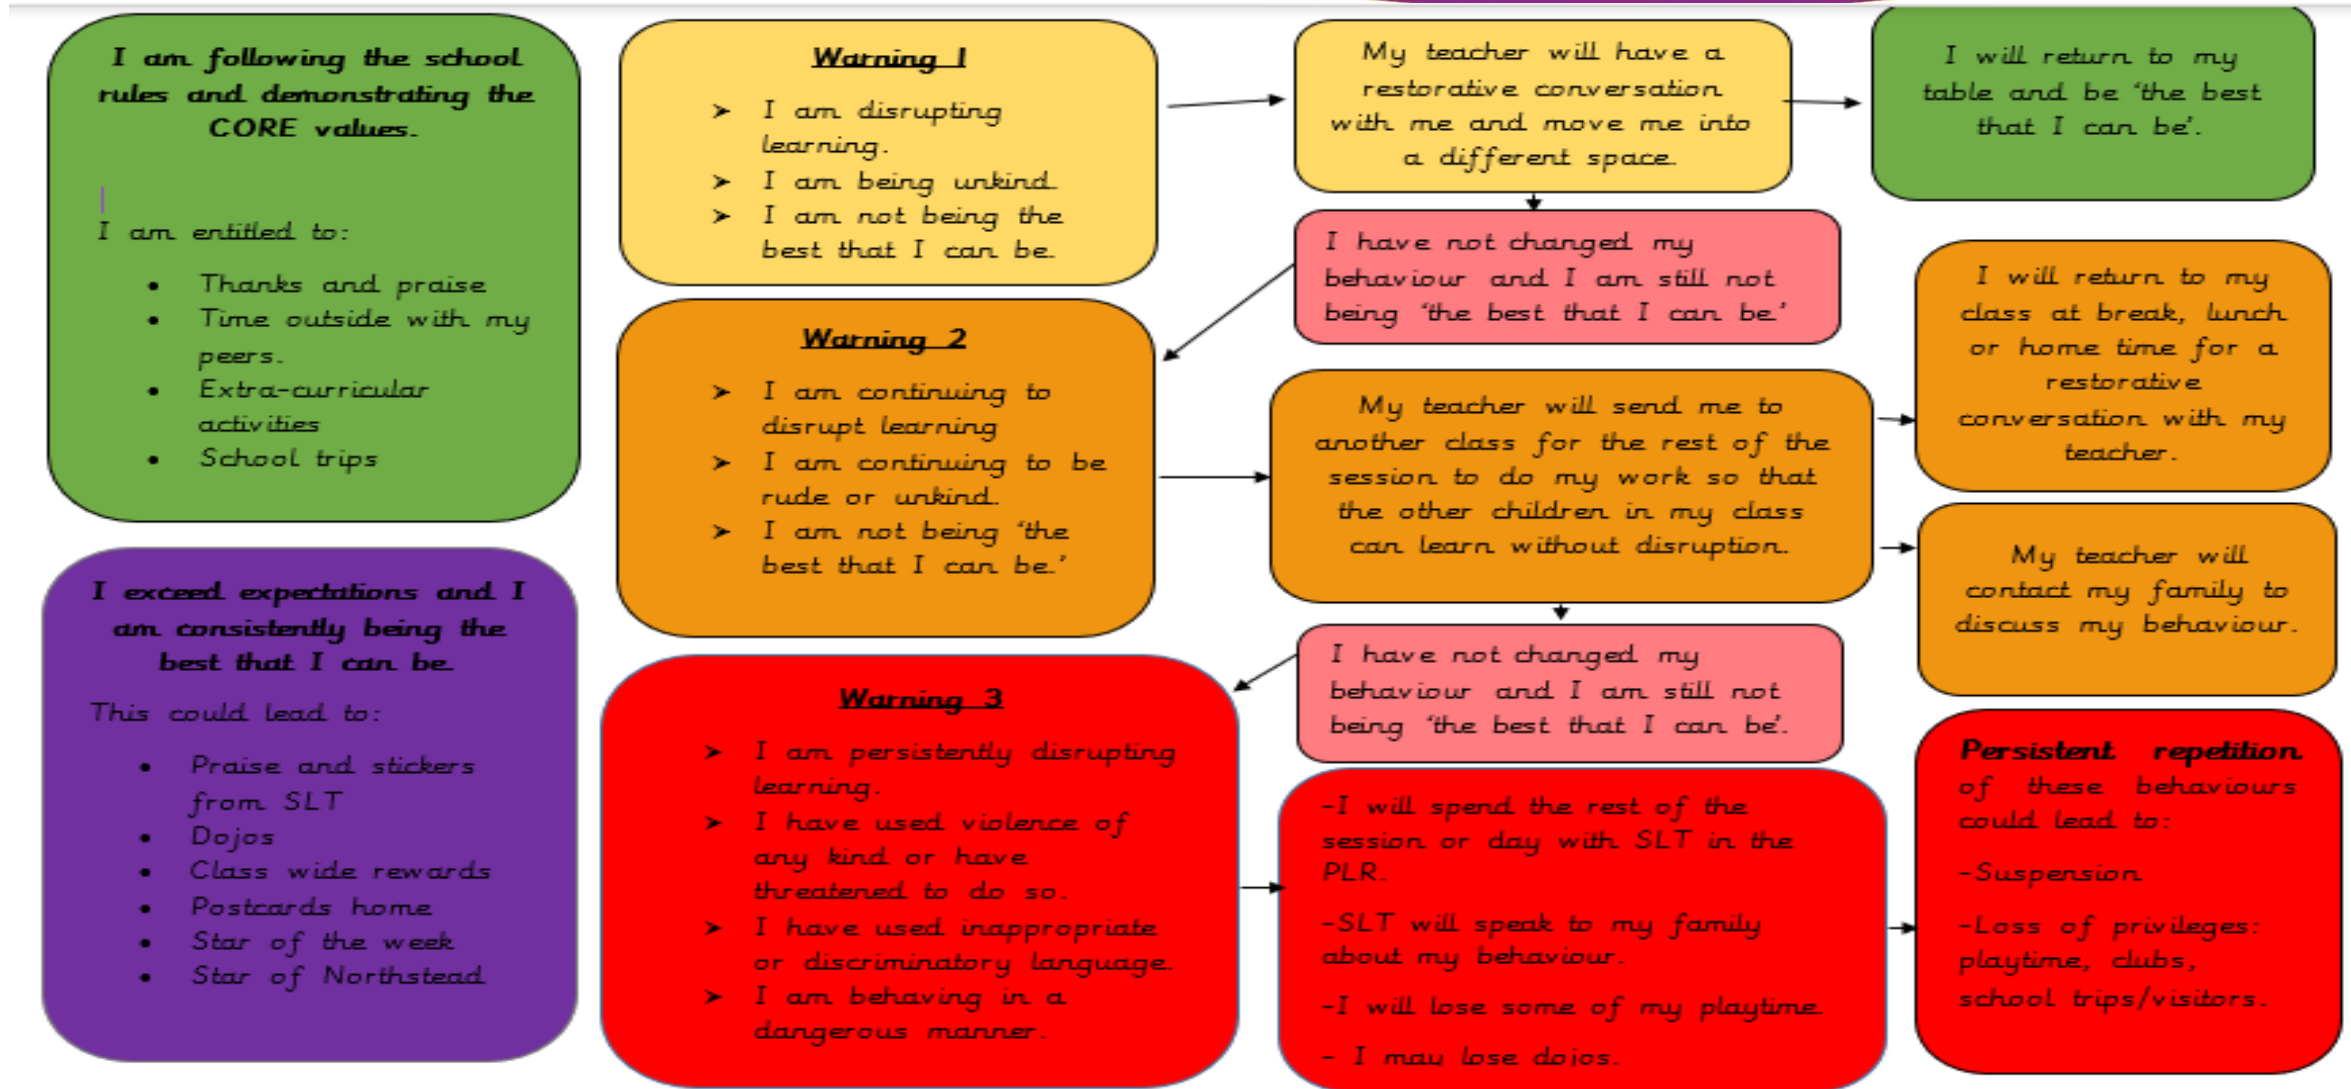 I am following the school
rules and demonstrating the
CORE values.
I am entitled to:
• Thanks and praise
• Time outside with my
peers.
• Extra-curricular
activities
• School trips
I exceed expectations and I
am consistently being the
best that I can be.
This could lead to:
• Praise and stickers
from SLT
• Dojos
• Class wide rewards
• Postcards home
• Star of the week
• Star of Northstead
Warning 1
➢ I am disrupting
learning.
➢ I am being unkind.
➢ I am not being the
best that I can be.
My teacher will have a
restorative conversation
with me and move me into
a different space.
I will return to my
table and be ‘the best
that I can be’.
I have not changed my
behaviour and I am still not
being ‘the best that I can be.’
Warning 2
➢ I am continuing to
disrupt learning
➢ I am continuing to be
rude or unkind.
➢ I am not being ‘the
best that I can be.’
My teacher will send me to
another class for the rest of the
session to do my work so that
the other children in my class
can learn without disruption.
I will return to my
class at break, lunch
or home time for a
restorative
conversation with my
teacher.
My teacher will
contact my family to
discuss my behaviour.
I have not changed my
behaviour and I am still not
being ‘the best that I can be’.
Warning 3
➢ I am persistently disrupting
learning.
➢ I have used violence of
any kind or have
threatened to do so.
➢ I have used inappropriate
or discriminatory language.
➢ I am behaving in a
dangerous manner.
-I will spend the rest of the
session or day with SLT in the
PLR.
-SLT will speak to my family
about my behaviour.
-I will lose some of my playtime.
- I may lose dojos.
Persistent repetition
of these behaviours
could lead to:
-Suspension
-Loss of privileges:
playtime, clubs,
school trips/visitors.